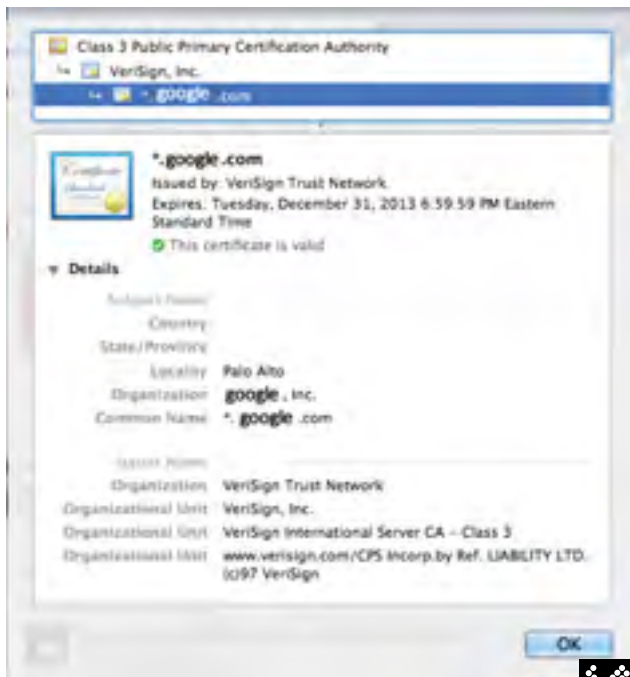 Class 3 Public Primary Certification Authority
VeriSign, Inc.
*.google .com
*.google .com
Issued by: VeriSign Trust Network
Expires: Tuesday, December 31, 2013 6:59:59 PM Eastern
Standard Time
This certificate is valid
Details
Subject Name
Country
State/Province
Locality Palo Alto
Organization google , Inc.
Common Name *. google .com
Issuer Name
Organization VeriSign Trust Network
Organizational Unit VeriSign, Inc.
Organizational Unit VeriSign International Server CA – Class 3
Organizational Unit www.verisign.com/CPS Incorp.by Ref. LIABILITY LTD.
(c)97 VeriSign
OK